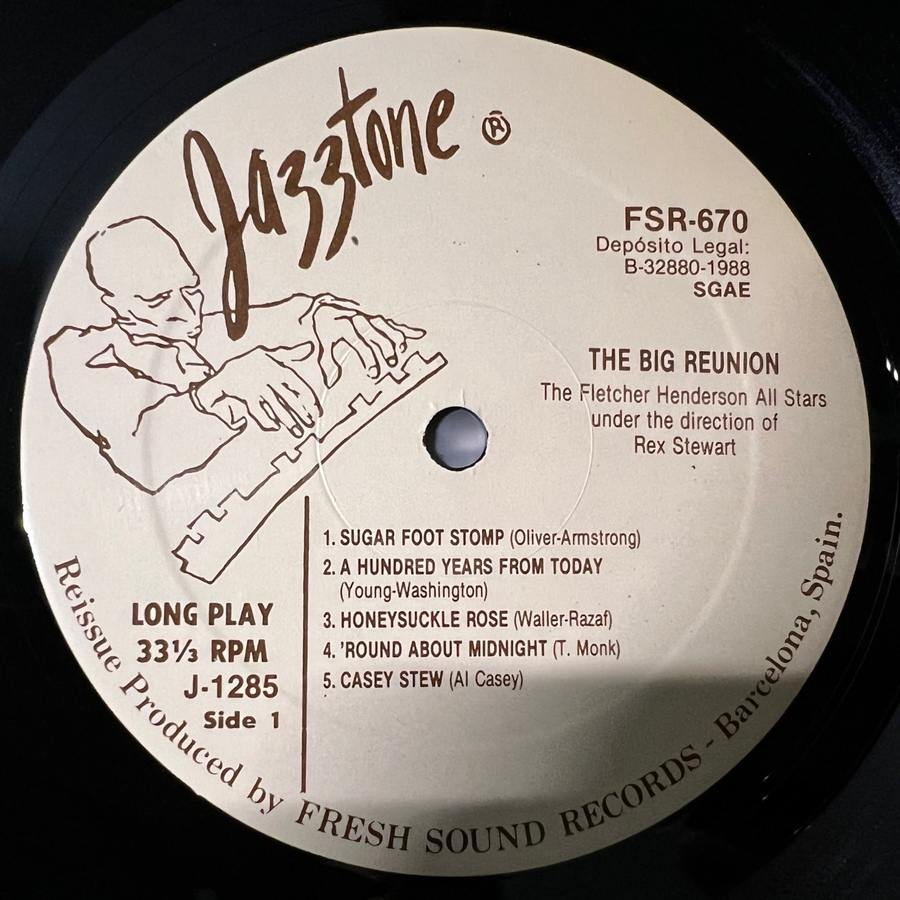 Jazztone ®
FSR-670
Depósito Legal:
B-32880-1988
SGAE
THE BIG REUNION
The Fletcher Henderson All Stars
under the direction of
Rex Stewart
1. SUGAR FOOT STOMP (Oliver-Armstrong)
2. A HUNDRED YEARS FROM TODAY
(Young-Washington)
3. HONEYSUCKLE ROSE (Waller-Razaf)
4. 'ROUND ABOUT MIDNIGHT (T. Monk)
5. CASEY STEW (Al Casey)
LONG PLAY
33⅓ RPM
J-1285
Side 1
Reissue Produced by FRESH SOUND RECORDS - Barcelona, Spain.